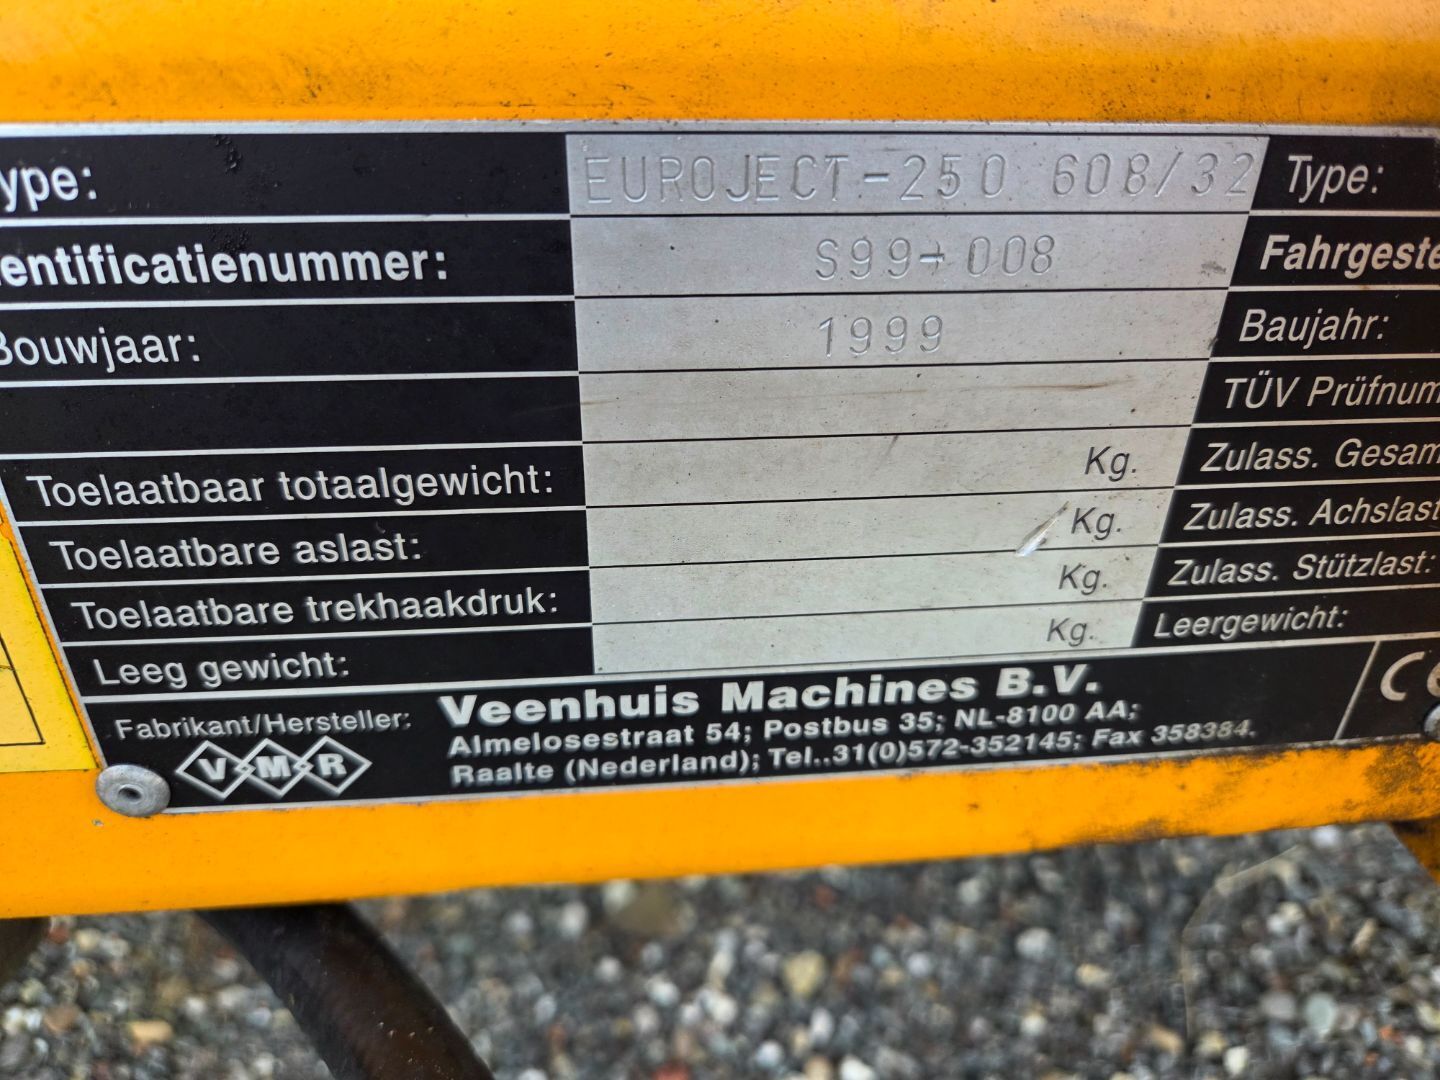 ype: EUROJECT-250 608/32 Type:
entificatienummer: S99-008 Fahrgeste
Bouwjaar: 1999 Baujahr:
TÜV Prüfnum
Toelaatbaar totaalgewicht: Kg. Zulass. Gesam
Toelaatbare aslast: Kg. Zulass. Achslast
Toelaatbare trekhaakdruk: Kg. Zulass. Stützlast:
Leeg gewicht: Kg. Leergewicht:
Fabrikant/Hersteller: Veenhuis Machines B.V.
Almelosestraat 54; Postbus 35; NL-8100 AA;
Raalte (Nederland); Tel..31(0)572-352145; Fax 358384.
VMR
CE